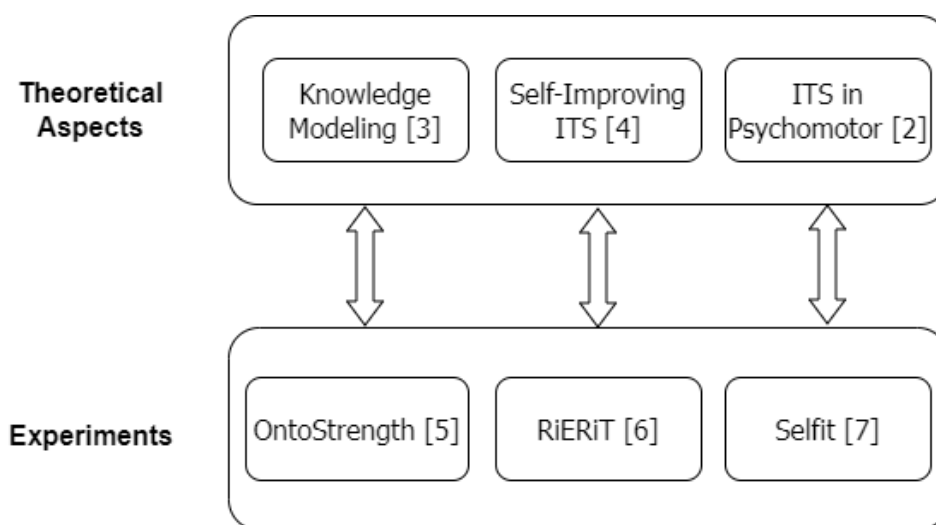 Theoretical
Aspects
Knowledge
Modeling [3]
Self-Improving
ITS [4]
ITS in
Psychomotor [2]
Experiments
OntoStrength [5]
RiERiT [6]
Selfit [7]